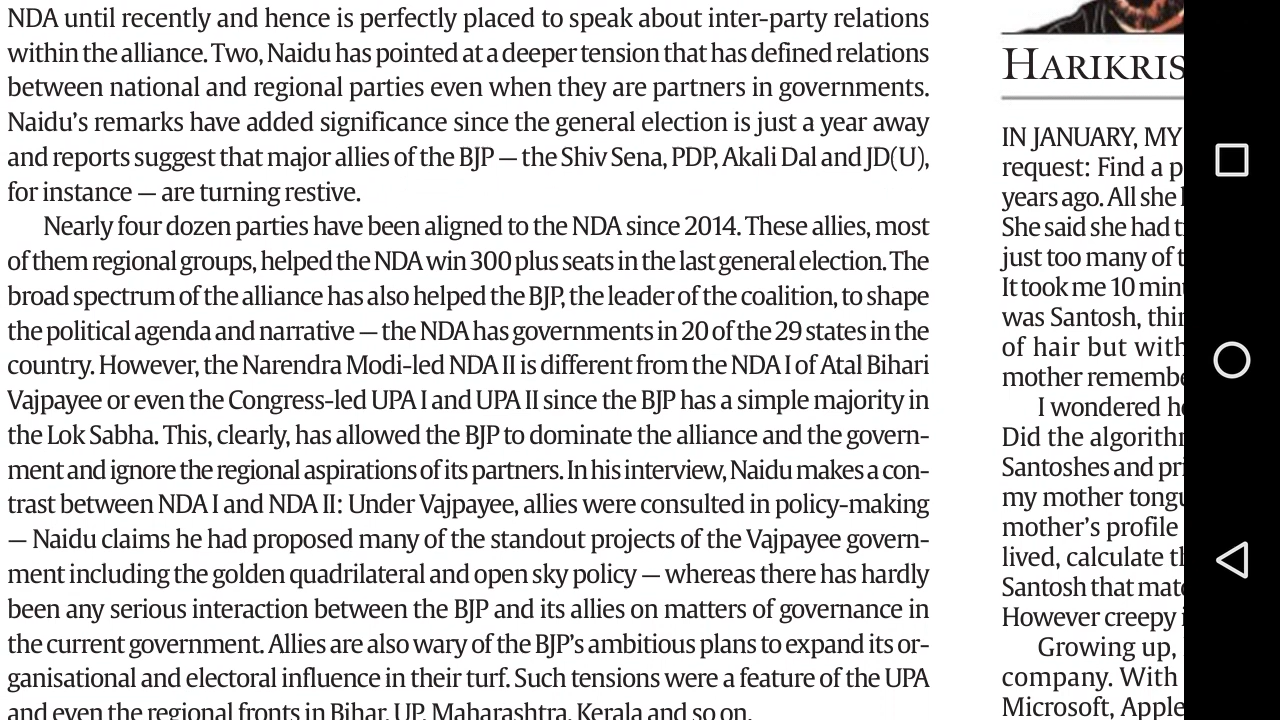 NDA until recently and hence is perfectly placed to speak about inter-party relations
within the alliance. Two, Naidu has pointed at a deeper tension that has defined relations
between national and regional parties even when they are partners in governments.
Naidu's remarks have added significance since the general election is just a year away
and reports suggest that major allies of the BJP — the Shiv Sena, PDP, Akali Dal and JD(U),
for instance — are turning restive.
Nearly four dozen parties have been aligned to the NDA since 2014. These allies, most
of them regional groups, helped the NDA win 300 plus seats in the last general election. The
broad spectrum of the alliance has also helped the BJP, the leader of the coalition, to shape
the political agenda and narrative — the NDA has governments in 20 of the 29 states in the
country. However, the Narendra Modi-led NDA II is different from the NDA I of Atal Bihari
Vajpayee or even the Congress-led UPA I and UPA II since the BJP has a simple majority in
the Lok Sabha. This, clearly, has allowed the BJP to dominate the alliance and the govern-
ment and ignore the regional aspirations of its partners. In his interview, Naidu makes a con-
trast between NDA I and NDA II: Under Vajpayee, allies were consulted in policy-making
— Naidu claims he had proposed many of the standout projects of the Vajpayee govern-
ment including the golden quadrilateral and open sky policy — whereas there has hardly
been any serious interaction between the BJP and its allies on matters of governance in
the current government. Allies are also wary of the BJP's ambitious plans to expand its or-
ganisational and electoral influence in their turf. Such tensions were a feature of the UPA
and even the regional fronts in Bihar, UP, Maharashtra, Kerala and so on.
HARIKRIS
IN JANUARY, MY
request: Find a p
years ago. All she
She said she had t
just too many of t
It took me 10 min
was Santosh, thin
of hair but with
mother remembe
I wondered h
Did the algorith
Santoshes and pri
my mother tongu
mother's profile
lived, calculate th
Santosh that mat
However creepy i
Growing up,
company. With
Microsoft, Apple